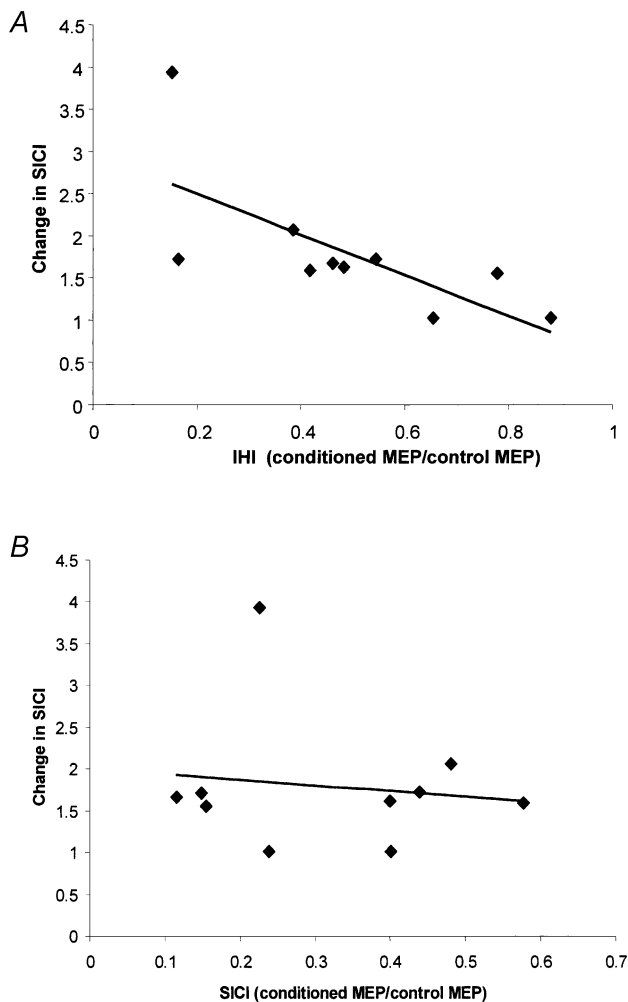 A
4.5
4
3.5
3
2.5
2
1.5
1
0.5
0
Change in SICI
0 0.2 0.4 0.6 0.8 1
IHI (conditioned MEP/control MEP)
B
4.5
4
3.5
3
2.5
2
1.5
1
0.5
0
Change in SICI
0 0.1 0.2 0.3 0.4 0.5 0.6 0.7
SICI (conditioned MEP/control MEP)